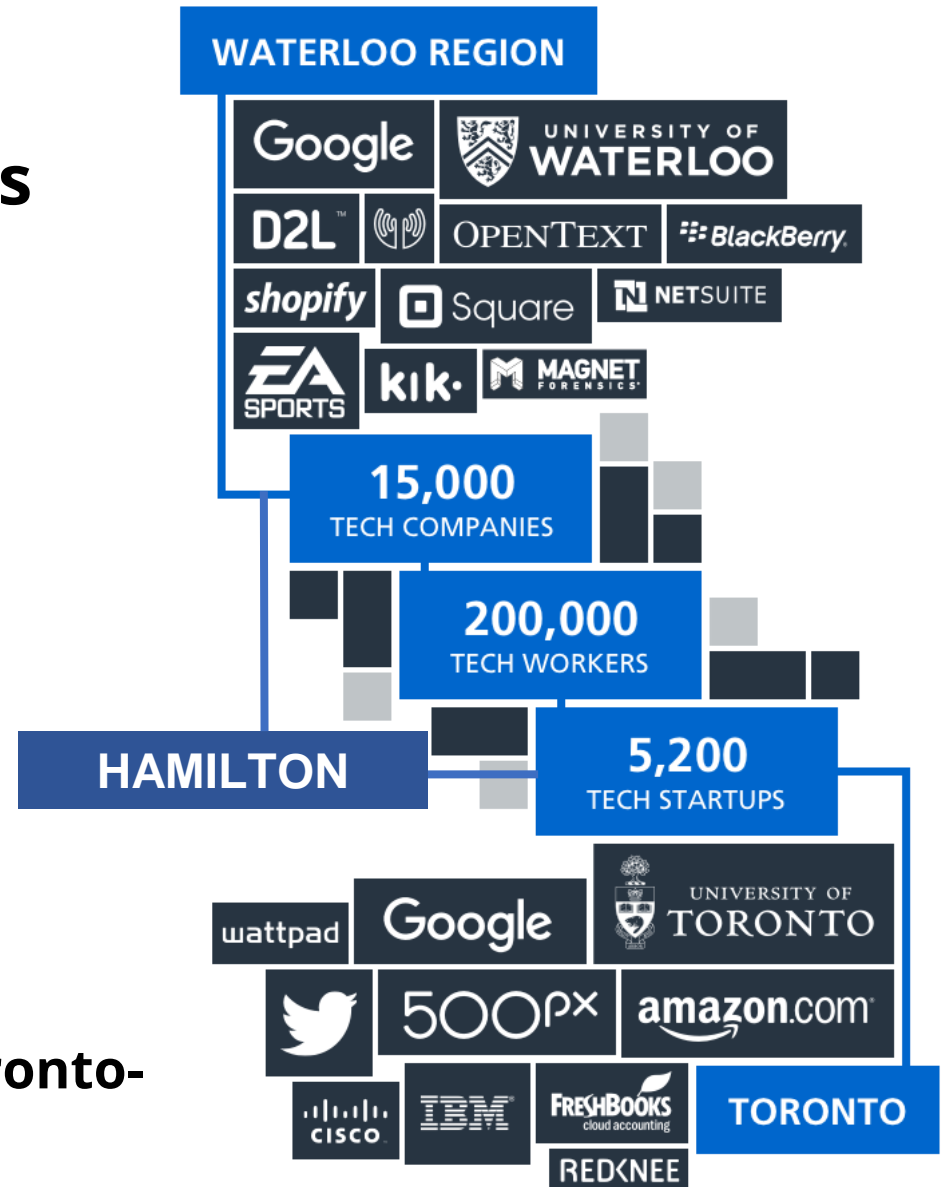 WATERLOO REGION
Google
UNIVERSITY OF
WATERLOO
s
D2L™
OPENTEXT
BlackBerry.
shopify
Square
NETSUITE
EA
SPORTS
kik·
MAGNET
FORENSICS®
15,000
TECH COMPANIES
200,000
TECH WORKERS
HAMILTON
5,200
TECH STARTUPS
wattpad
Google
UNIVERSITY OF
TORONTO
500px
amazon.com®
ronto-
CISCO
IBM®
FRESHBOOKS
cloud accounting
TORONTO
REDKNEE